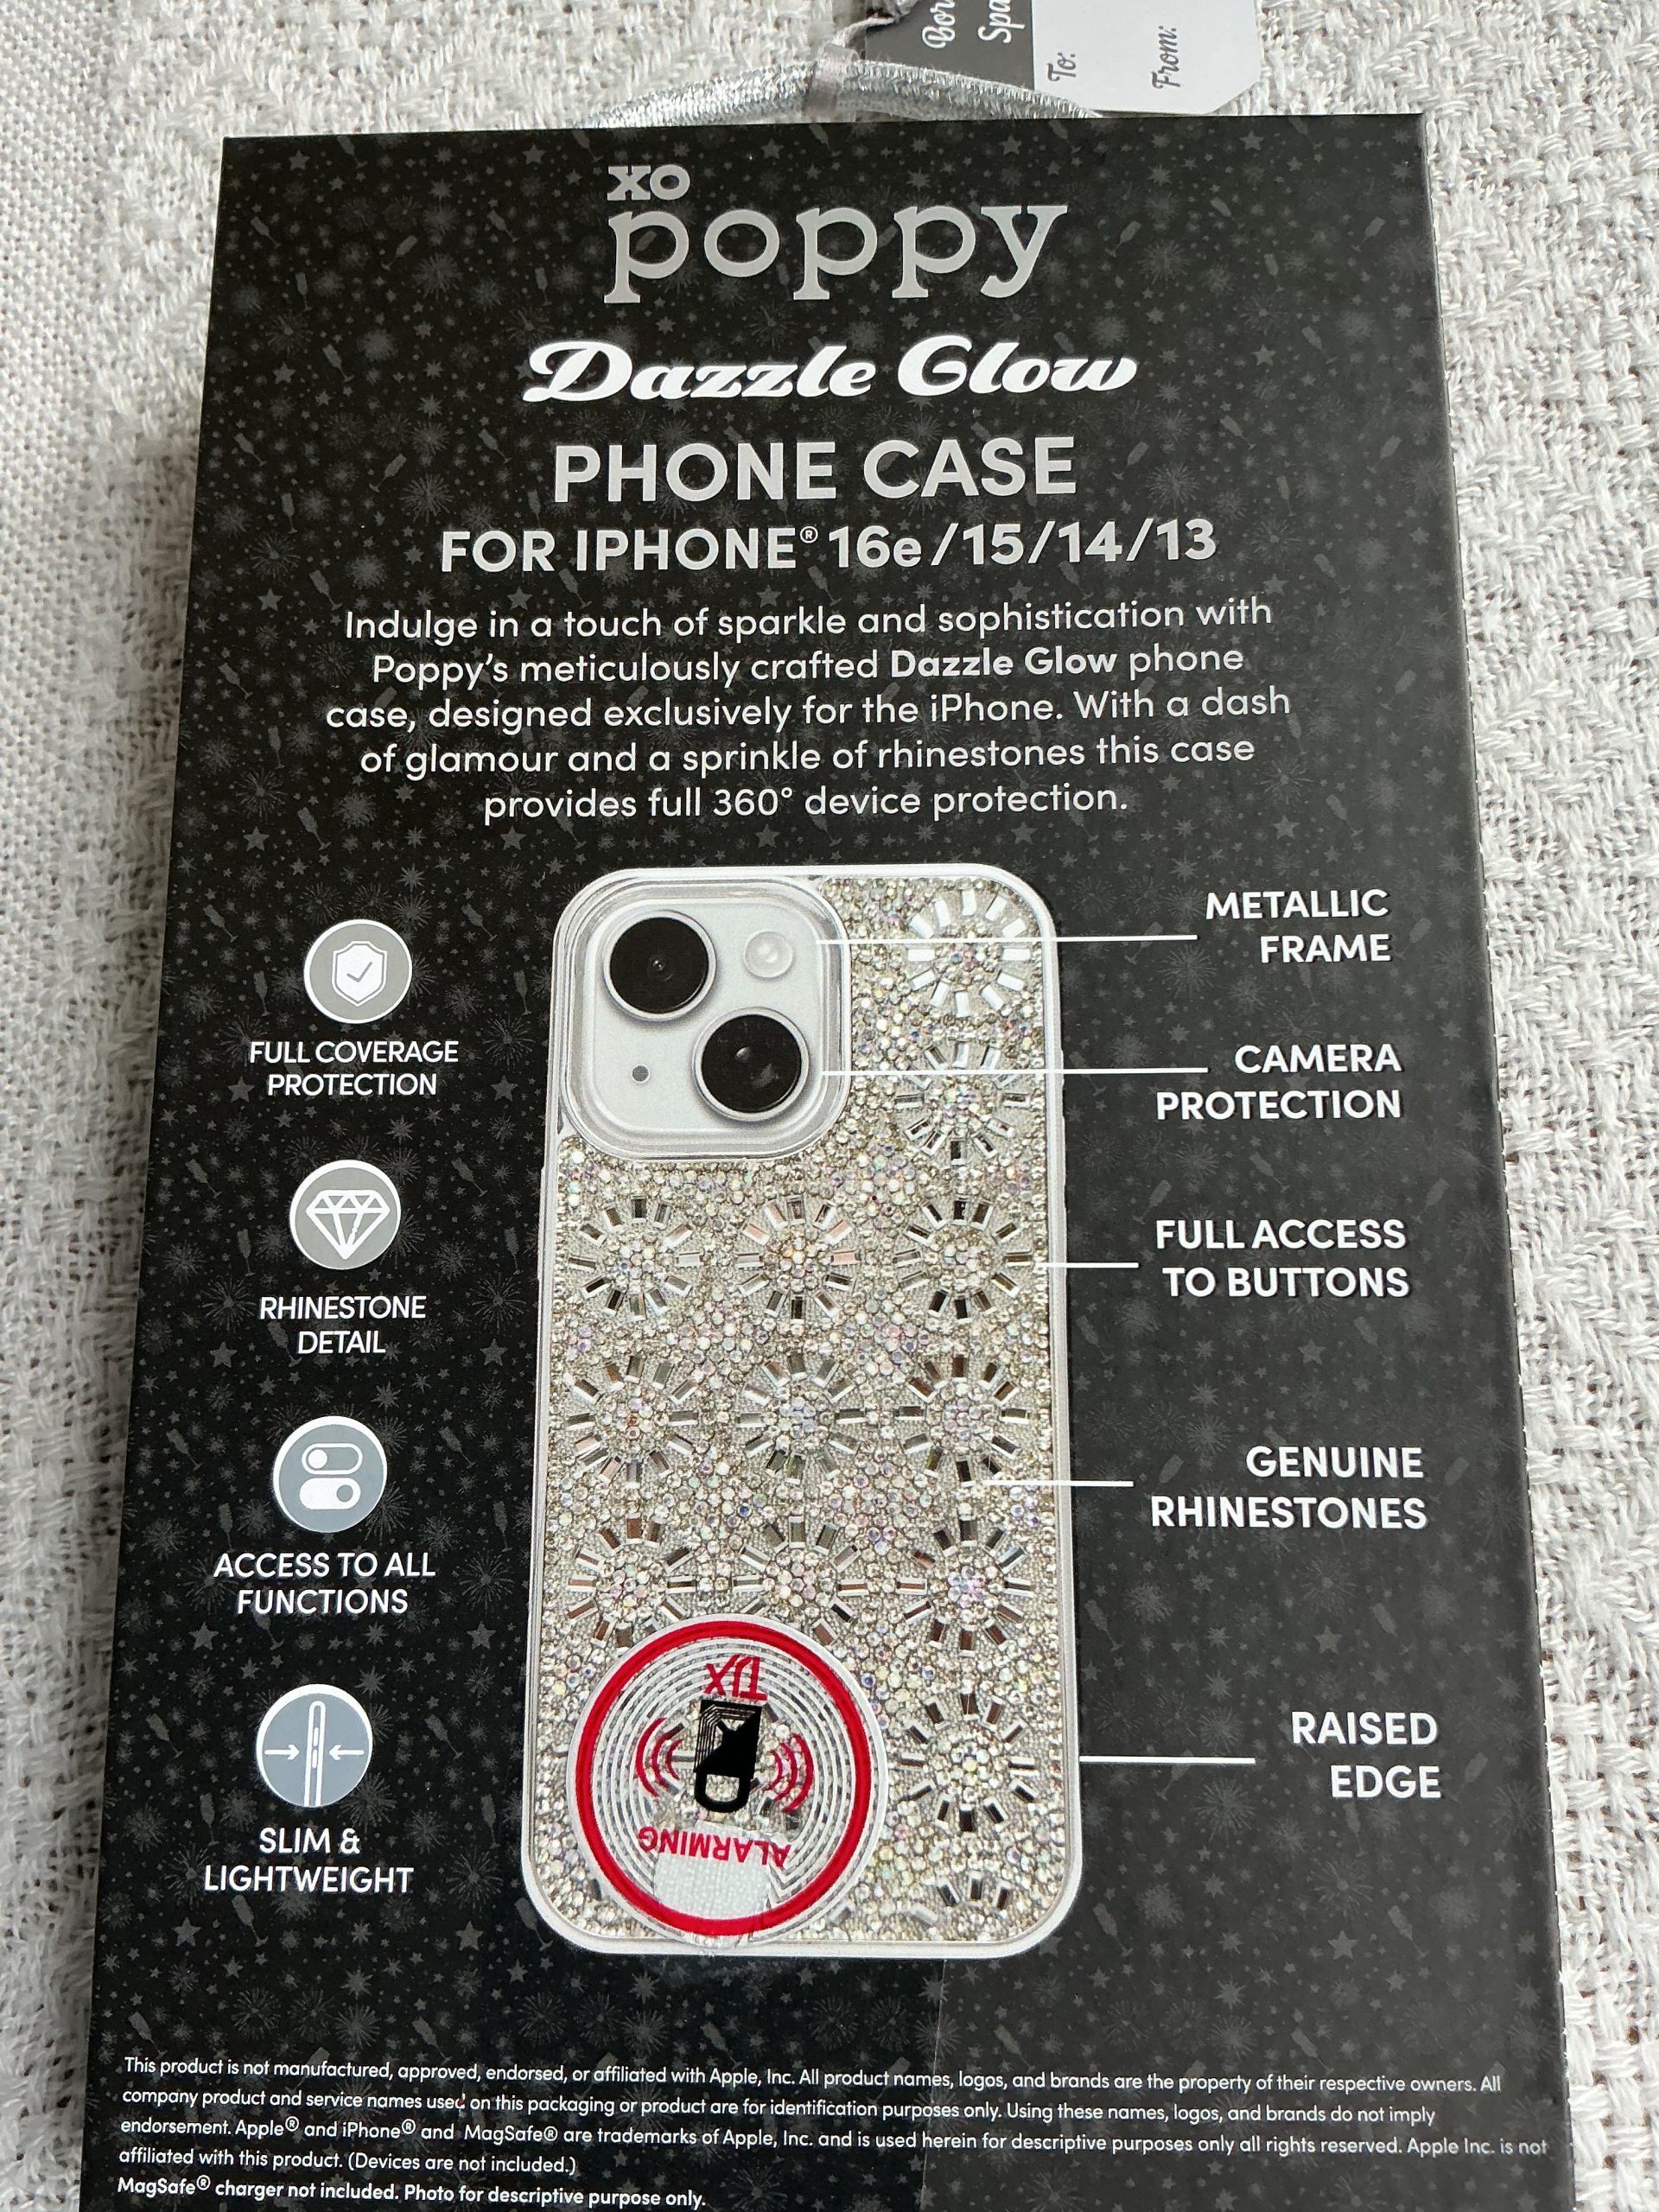 Bor
Spa
To:
From:
xo
poppy
Dazzle Glow
PHONE CASE
FOR IPHONE® 16e/15/14/13
Indulge in a touch of sparkle and sophistication with
Poppy's meticulously crafted Dazzle Glow phone
case, designed exclusively for the iPhone. With a dash
of glamour and a sprinkle of rhinestones this case
provides full 360° device protection.
FULL COVERAGE
PROTECTION
RHINESTONE
DETAIL
ACCESS TO ALL
FUNCTIONS
SLIM &
LIGHTWEIGHT
METALLIC
FRAME
CAMERA
PROTECTION
FULL ACCESS
TO BUTTONS
GENUINE
RHINESTONES
RAISED
EDGE
ALARMING
TJX
This product is not manufactured, approved, endorsed, or affiliated with Apple, Inc. All product names, logos, and brands are the property of their respective owners. All
company product and service names used on this packaging or product are for identification purposes only. Using these names, logos, and brands do not imply
endorsement. Apple® and iPhone® and MagSafe® are trademarks of Apple, Inc. and is used herein for descriptive purposes only all rights reserved. Apple Inc. is not
affiliated with this product. (Devices are not included.)
MagSafe® charger not included. Photo for descriptive purpose only.